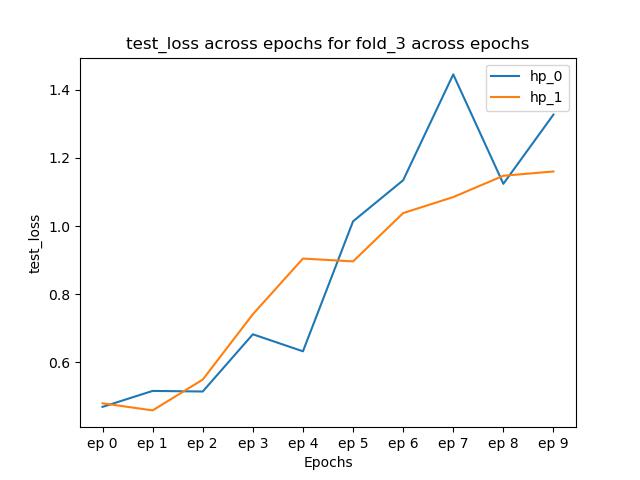 test_loss across epochs for fold_3 across epochs
hp_0
hp_1
1.4
1.2
1.0
0.8
0.6
test_loss
ep 0 ep 1 ep 2 ep 3 ep 4 ep 5 ep 6 ep 7 ep 8 ep 9
Epochs